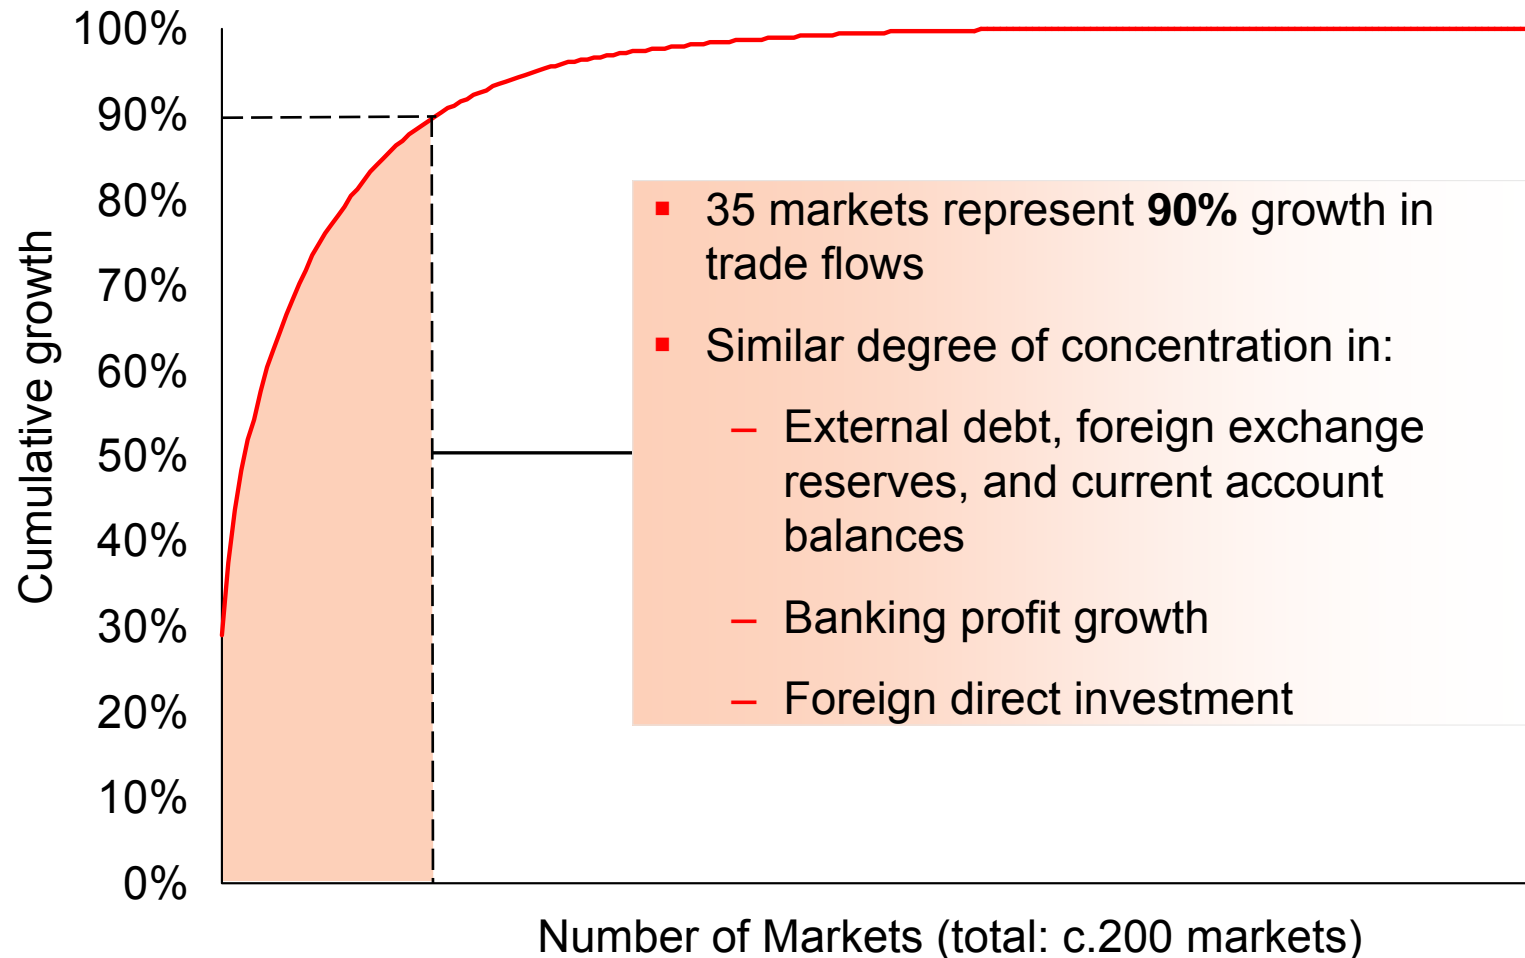 100%
90%
80%
70%
60%
50%
40%
30%
20%
10%
0%
Cumulative growth
▪ 35 markets represent 90% growth in
trade flows
▪ Similar degree of concentration in:
– External debt, foreign exchange
reserves, and current account
balances
– Banking profit growth
– Foreign direct investment
Number of Markets (total: c.200 markets)